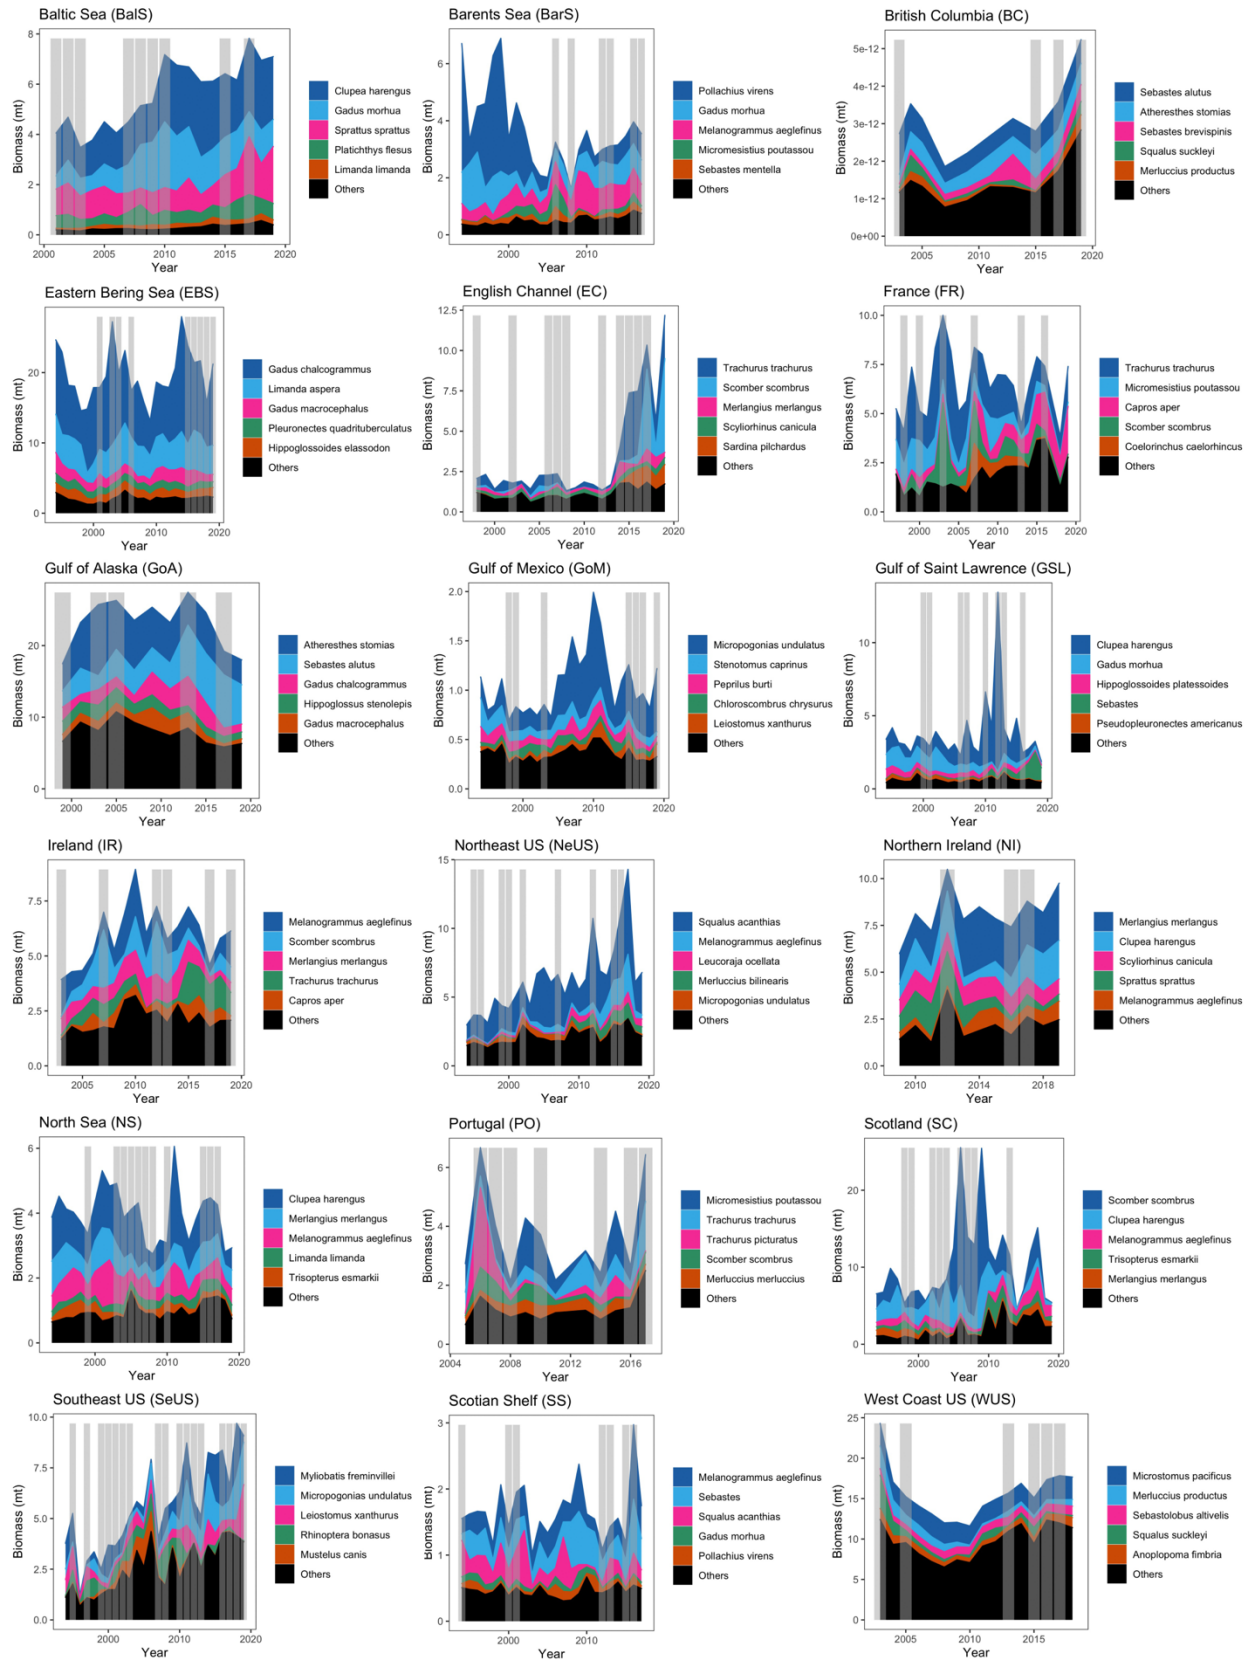 Baltic Sea (BalS)
Biomass (mt)
8
6
4
2
0
2000 2005 2010 2015 2020
Year
Clupea harengus
Gadus morhua
Sprattus sprattus
Platichthys flesus
Limanda limanda
Others
Barents Sea (BarS)
Biomass (mt)
6
4
2
0
2000 2010
Year
Pollachius virens
Gadus morhua
Melanogrammus aeglefinus
Micromesistius poutassou
Sebastes mentella
Others
British Columbia (BC)
Biomass (mt)
5e-12
4e-12
3e-12
2e-12
1e-12
0e+00
2005 2010 2015 2020
Year
Sebastes alutus
Atheresthes stomias
Sebastes brevispinis
Squalus suckleyi
Merluccius productus
Others
Eastern Bering Sea (EBS)
Biomass (mt)
20
10
0
2000 2010 2020
Year
Gadus chalcogrammus
Limanda aspera
Gadus macrocephalus
Pleuronectes quadrituberculatus
Hippoglossoides elassodon
Others
English Channel (EC)
Biomass (mt)
12.5
10.0
7.5
5.0
2.5
0.0
2000 2005 2010 2015 2020
Year
Trachurus trachurus
Scomber scombrus
Merlangius merlangus
Scyliorhinus canicula
Sardina pilchardus
Others
France (FR)
Biomass (mt)
10.0
7.5
5.0
2.5
0.0
2000 2005 2010 2015 2020
Year
Trachurus trachurus
Micromesistius poutassou
Capros aper
Scomber scombrus
Coelorinchus caelorhincus
Others
Gulf of Alaska (GoA)
Biomass (mt)
20
10
0
2000 2005 2010 2015 2020
Year
Atheresthes stomias
Sebastes alutus
Gadus chalcogrammus
Hippoglossus stenolepis
Gadus macrocephalus
Others
Gulf of Mexico (GoM)
Biomass (mt)
2.0
1.5
1.0
0.5
0.0
2000 2010 2020
Year
Micropogonias undulatus
Stenotomus caprinus
Peprilus burti
Chloroscombrus chrysurus
Leiostomus xanthurus
Others
Gulf of Saint Lawrence (GSL)
Biomass (mt)
10
5
0
2000 2010 2020
Year
Clupea harengus
Gadus morhua
Hippoglossoides platessoides
Sebastes
Pseudopleuronectes americanus
Others
Ireland (IR)
Biomass (mt)
7.5
5.0
2.5
0.0
2005 2010 2015 2020
Year
Melanogrammus aeglefinus
Scomber scombrus
Merlangius merlangus
Trachurus trachurus
Capros aper
Others
Northeast US (NeUS)
Biomass (mt)
15
10
5
0
2000 2010 2020
Year
Squalus acanthias
Melanogrammus aeglefinus
Leucoraja ocellata
Merluccius bilinearis
Micropogonias undulatus
Others
Northern Ireland (NI)
Biomass (mt)
10.0
7.5
5.0
2.5
0.0
2010 2014 2018
Year
Merlangius merlangus
Clupea harengus
Scyliorhinus canicula
Sprattus sprattus
Melanogrammus aeglefinus
Others
North Sea (NS)
Biomass (mt)
6
4
2
0
2000 2010 2020
Year
Clupea harengus
Merlangius merlangus
Melanogrammus aeglefinus
Limanda limanda
Trisopterus esmarkii
Others
Portugal (PO)
Biomass (mt)
6
4
2
0
2004 2008 2012 2016
Year
Micromesistius poutassou
Trachurus trachurus
Trachurus picturatus
Scomber scombrus
Merluccius merluccius
Others
Scotland (SC)
Biomass (mt)
20
10
0
2000 2010 2020
Year
Scomber scombrus
Clupea harengus
Melanogrammus aeglefinus
Trisopterus esmarkii
Merlangius merlangus
Others
Southeast US (SeUS)
Biomass (mt)
10.0
7.5
5.0
2.5
0.0
2000 2010 2020
Year
Myliobatis freminvillei
Micropogonias undulatus
Leiostomus xanthurus
Rhinoptera bonasus
Mustelus canis
Others
Scotian Shelf (SS)
Biomass (mt)
3
2
1
0
2000 2010
Year
Melanogrammus aeglefinus
Sebastes
Squalus acanthias
Gadus morhua
Pollachius virens
Others
West Coast US (WUS)
Biomass (mt)
25
20
15
10
5
0
2005 2010 2015
Year
Microstomus pacificus
Merluccius productus
Sebastolobus altivelis
Squalus suckleyi
Anoplopoma fimbria
Others